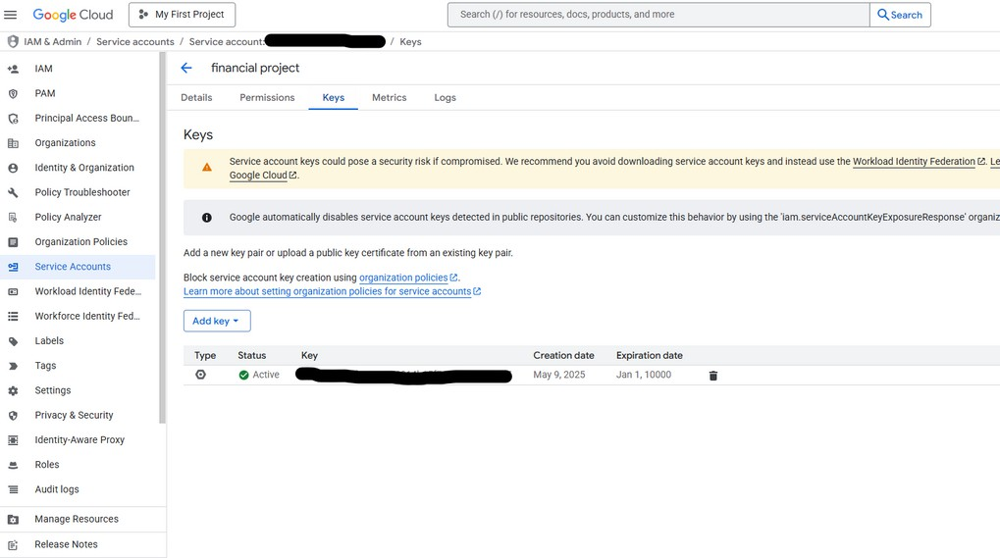 Google Cloud
My First Project
Search (/) for resources, docs, products, and more
Search
IAM & Admin / Service accounts / Service account: / Keys
IAM
PAM
Principal Access Boun...
Organizations
Identity & Organization
Policy Troubleshooter
Policy Analyzer
Organization Policies
Service Accounts
Workload Identity Fede...
Workforce Identity Fed...
Labels
Tags
Settings
Privacy & Security
Identity-Aware Proxy
Roles
Audit logs
Manage Resources
Release Notes
financial project
Details Permissions Keys Metrics Logs
Keys
Service account keys could pose a security risk if compromised. We recommend you avoid downloading service account keys and instead use the Workload Identity Federation. Le
Google Cloud.
Google automatically disables service account keys detected in public repositories. You can customize this behavior by using the 'iam.serviceAccountKeyExposureResponse' organiz
Add a new key pair or upload a public key certificate from an existing key pair.
Block service account key creation using organization policies.
Learn more about setting organization policies for service accounts
Add key
Type Status Key Creation date Expiration date
Active May 9, 2025 Jan 1, 10000